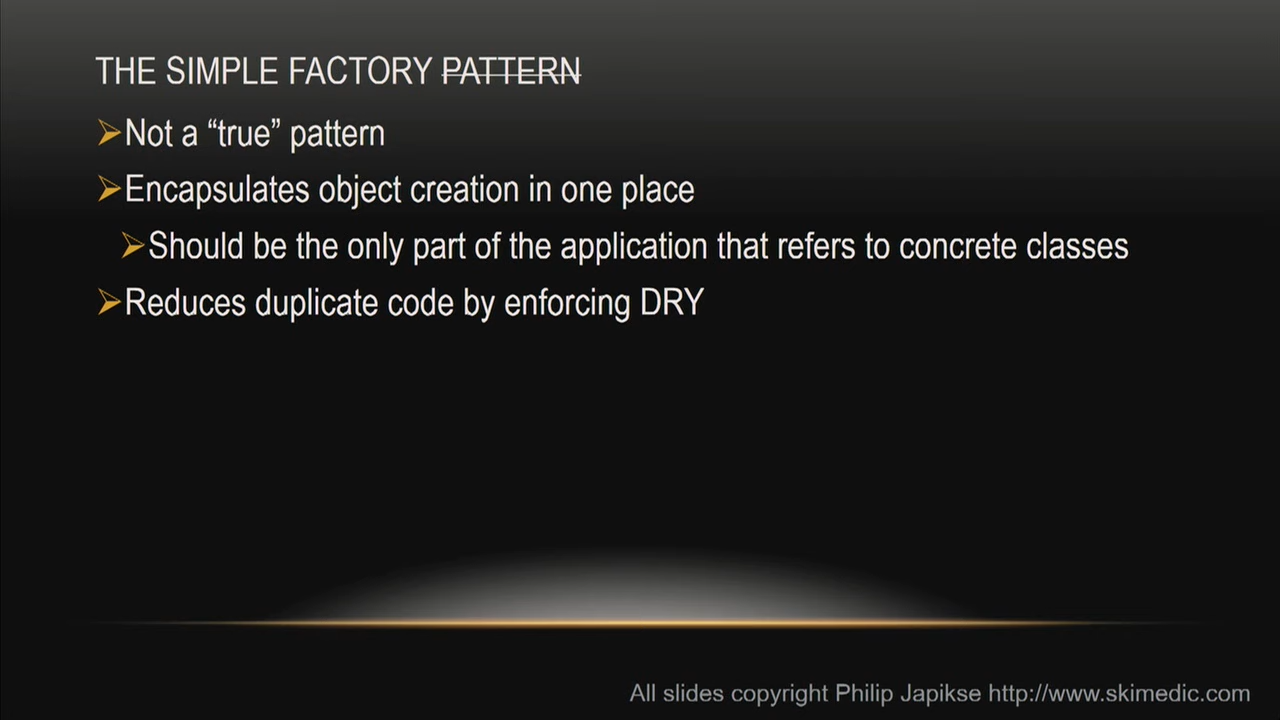 THE SIMPLE FACTORY PATTERN
Not a “true” pattern
Encapsulates object creation in one place
Should be the only part of the application that refers to concrete classes
Reduces duplicate code by enforcing DRY
All slides copyright Philip Japikse http://www.skimedic.com